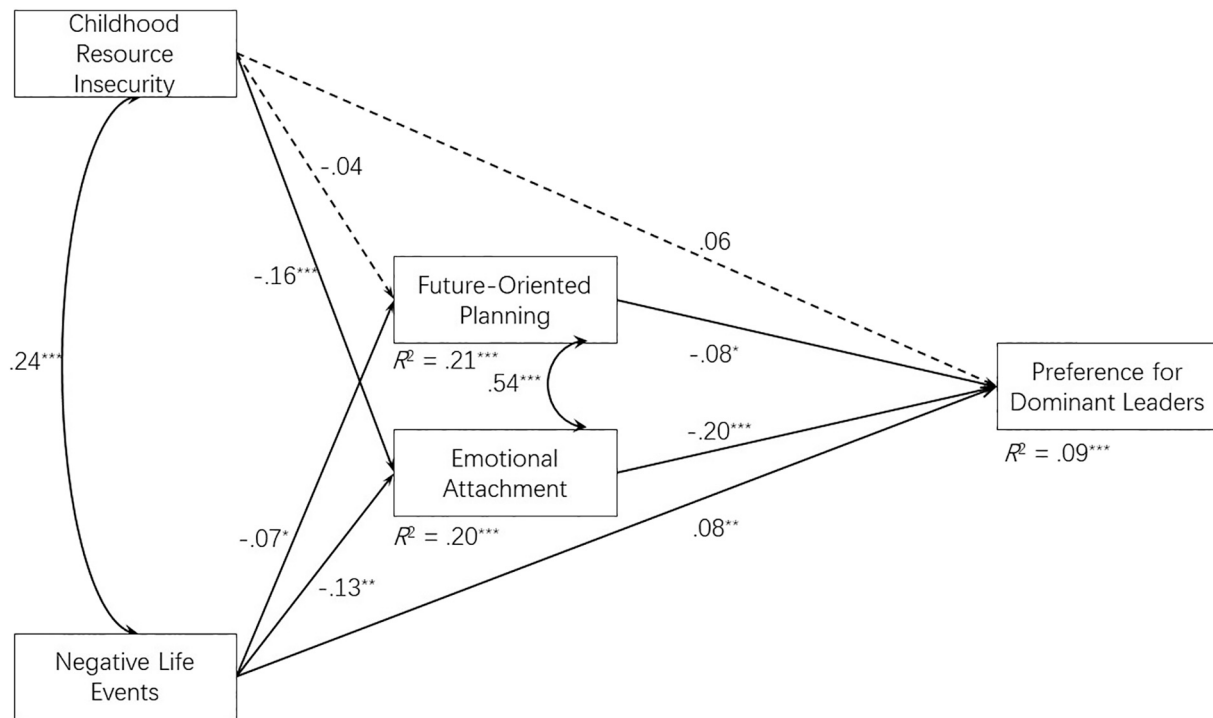 Childhood
Resource
Insecurity
-.04
.06
-.16***
Future-Oriented
Planning
R² = .21***
-.08*
.24***
.54***
Preference for
Dominant Leaders
R² = .09***
-.20***
Emotional
Attachment
R² = .20***
.08**
-.07*
-.13**
Negative Life
Events